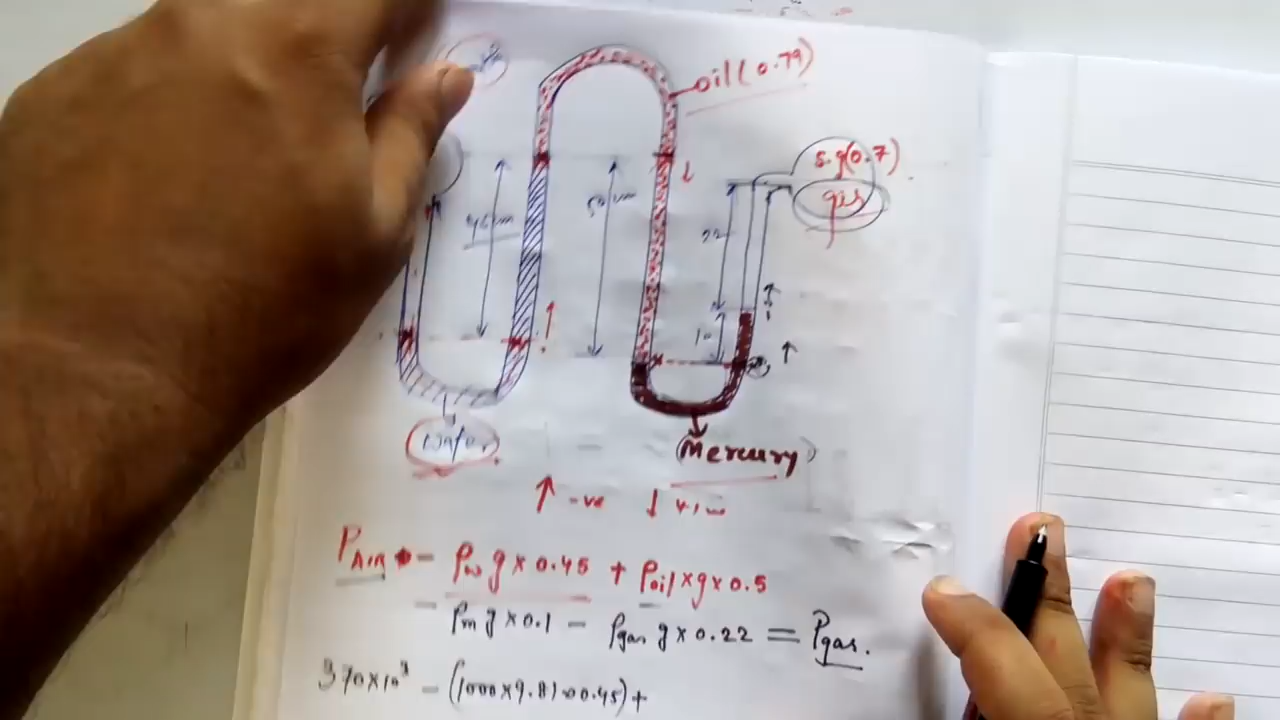 oil (0.79)
s.g(0.7)
gas
45cm
50cm
22
10
Water
Mercury
↑ -ve ↓ +ve
P Air - ρw g × 0.45 + ρoil × g × 0.5
- ρm g × 0.1 - ρgas g × 0.22 = Pgas.
370×10³ - (1000×9.81×0.45)+